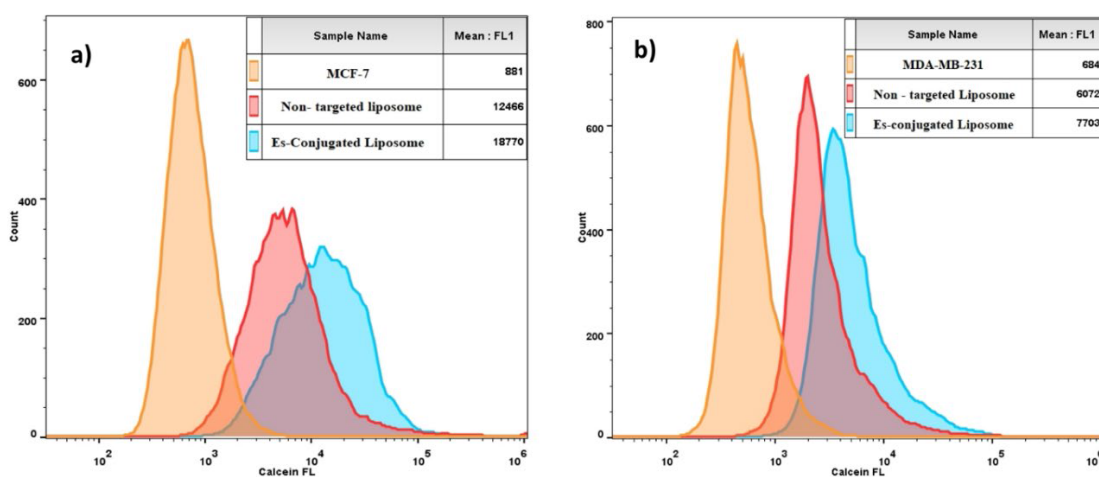 a)
Sample Name Mean : FL1
MCF-7 881
Non- targeted liposome 12466
Es-Conjugated Liposome 18770
600
400
200
0
Count
10² 10³ 10⁴ 10⁵ 10⁶
Calcein FL
b)
Sample Name Mean : FL1
MDA-MB-231 684
Non - targeted Liposome 6072
Es-conjugated Liposome 7703
800
600
400
200
0
Count
10² 10³ 10⁴ 10⁵ 10⁶
Calcein FL